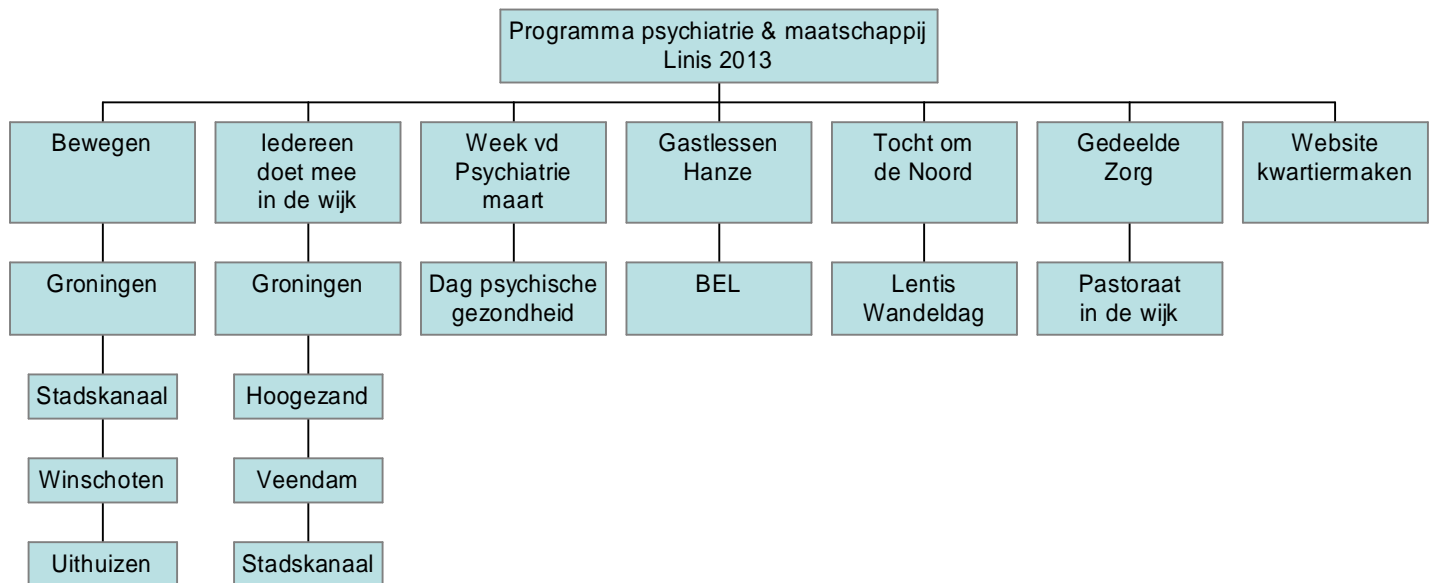 Programma psychiatrie & maatschappij
Linis 2013
Bewegen
Iedereen
doet mee
in de wijk
Week vd
Psychiatrie
maart
Gastlessen
Hanze
Tocht om
de Noord
Gedeelde
Zorg
Website
kwartiermaken
Groningen
Groningen
Dag psychische
gezondheid
BEL
Lentis
Wandeldag
Pastoraat
in de wijk
Stadskanaal
Hoogezand
Winschoten
Veendam
Uithuizen
Stadskanaal